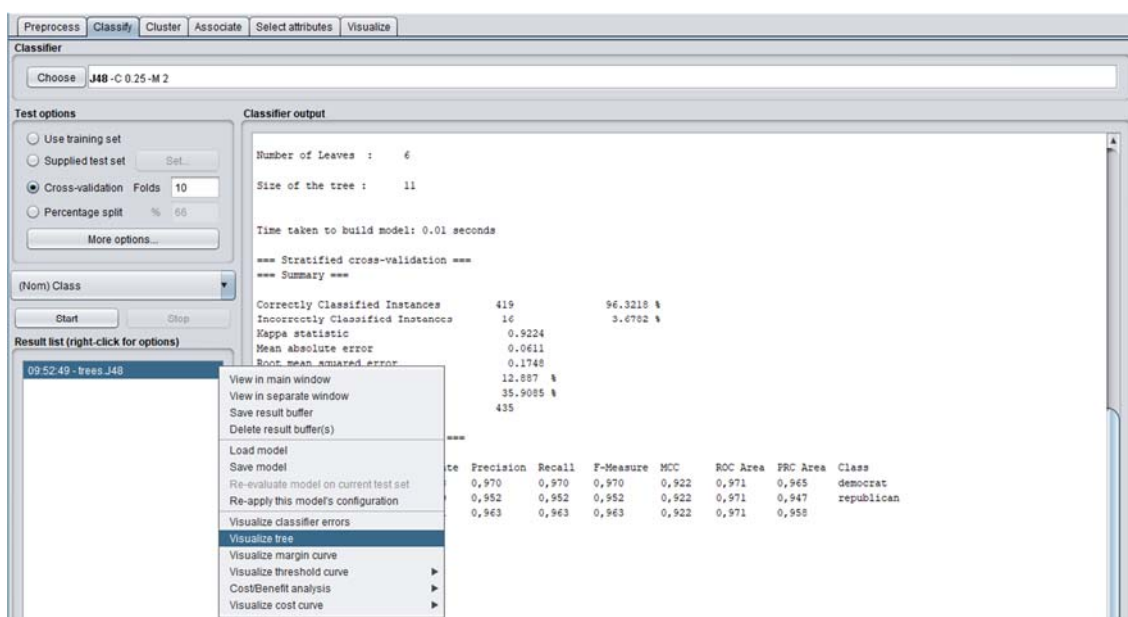 Preprocess Classify Cluster Associate Select attributes Visualize
Classifier
Choose J48 -C 0.25 -M 2
Test options
Use training set
Supplied test set Set...
Cross-validation Folds 10
Percentage split % 66
More options...
(Nom) Class
Start Stop
Result list (right-click for options)
09:52:49 - trees.J48
Classifier output
Number of Leaves : 6
Size of the tree : 11
Time taken to build model: 0.01 seconds
=== Stratified cross-validation ===
=== Summary ===
Correctly Classified Instances 419 96.3218 %
Incorrectly Classified Instances 16 3.6782 %
Kappa statistic 0.9224
Mean absolute error 0.0611
Root mean squared error 0.1748
12.887 %
35.9085 %
435
===
Precision Recall F-Measure MCC ROC Area PRC Area Class
0,970 0,970 0,970 0,922 0,971 0,965 democrat
0,952 0,952 0,952 0,922 0,971 0,947 republican
0,963 0,963 0,963 0,922 0,971 0,958
View in main window
View in separate window
Save result buffer
Delete result buffer(s)
Load model
Save model
Re-evaluate model on current test set
Re-apply this model's configuration
Visualize classifier errors
Visualize tree
Visualize margin curve
Visualize threshold curve
Cost/Benefit analysis
Visualize cost curve